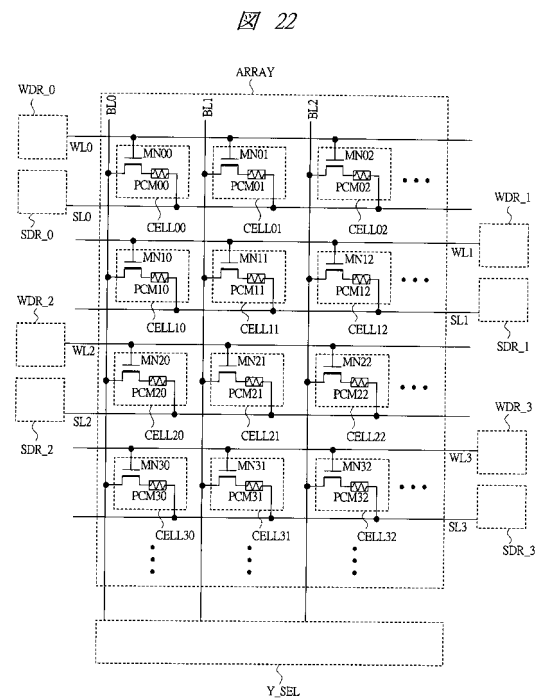 図 22
ARRAY
WDR_0
BL0
BL1
BL2
WL0
MN00
MN01
MN02
PCM00
PCM01
PCM02
WDR_1
SL0
SDR_0
CELL00
CELL01
CELL02
WL1
MN10
MN11
MN12
PCM10
PCM11
PCM12
WDR_2
SL1
CELL10
CELL11
CELL12
SDR_1
WL2
MN20
MN21
MN22
PCM20
PCM21
PCM22
WDR_3
SL2
SDR_2
CELL20
CELL21
CELL22
WL3
MN30
MN31
MN32
PCM30
PCM31
PCM32
SL3
CELL30
CELL31
CELL32
SDR_3
Y_SEL